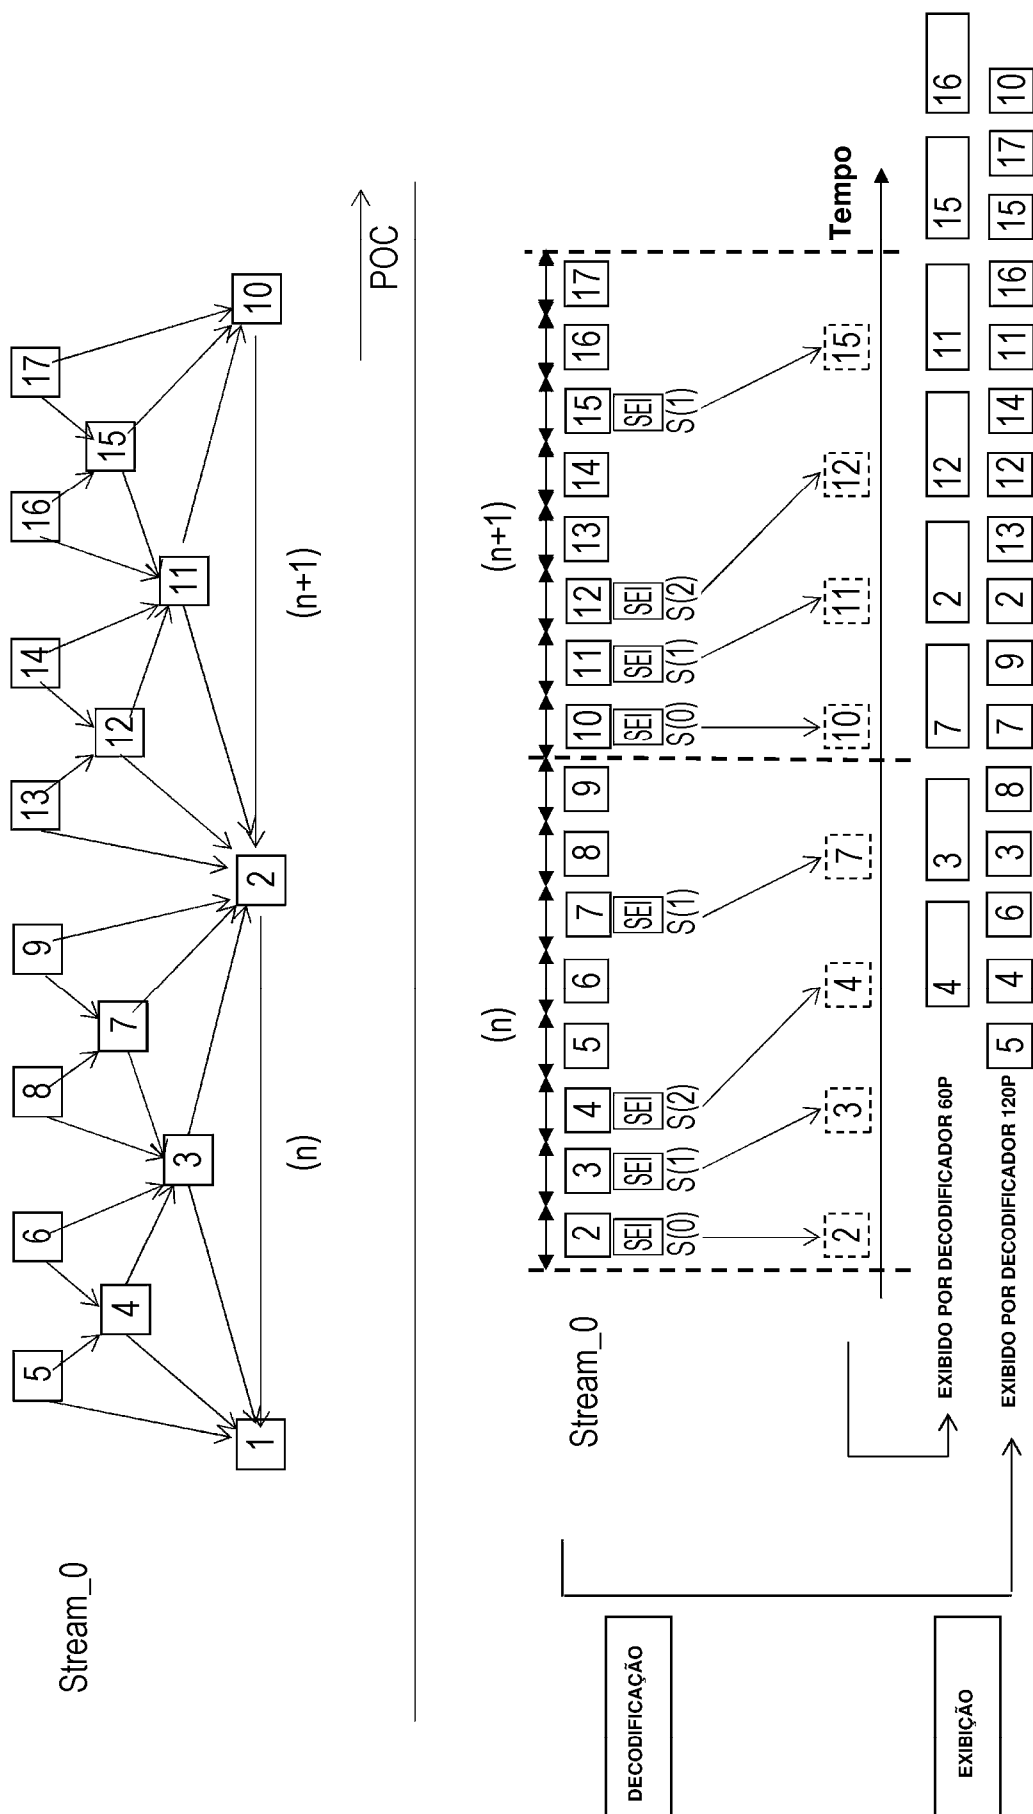 Stream_0
5 6 8 9 13 14 16 17
4 7 12 15
3 11
1 2 10
(n) (n+1)
POC
(n) (n+1)
Stream_0 2 3 4 5 6 7 8 9 10 11 12 13 14 15 16 17
DECODIFICAÇÃO
SEI SEI SEI SEI SEI SEI SEI SEI
S(0) S(1) S(2) S(1) S(0) S(1) S(2) S(1)
2 3 4 7 10 11 12 15
Tempo
EXIBIÇÃO
EXIBIDO POR DECODIFICADOR 60P 4 3 7 2 12 11 15 16
EXIBIDO POR DECODIFICADOR 120P 5 4 6 3 8 7 9 2 13 12 14 11 16 15 17 10